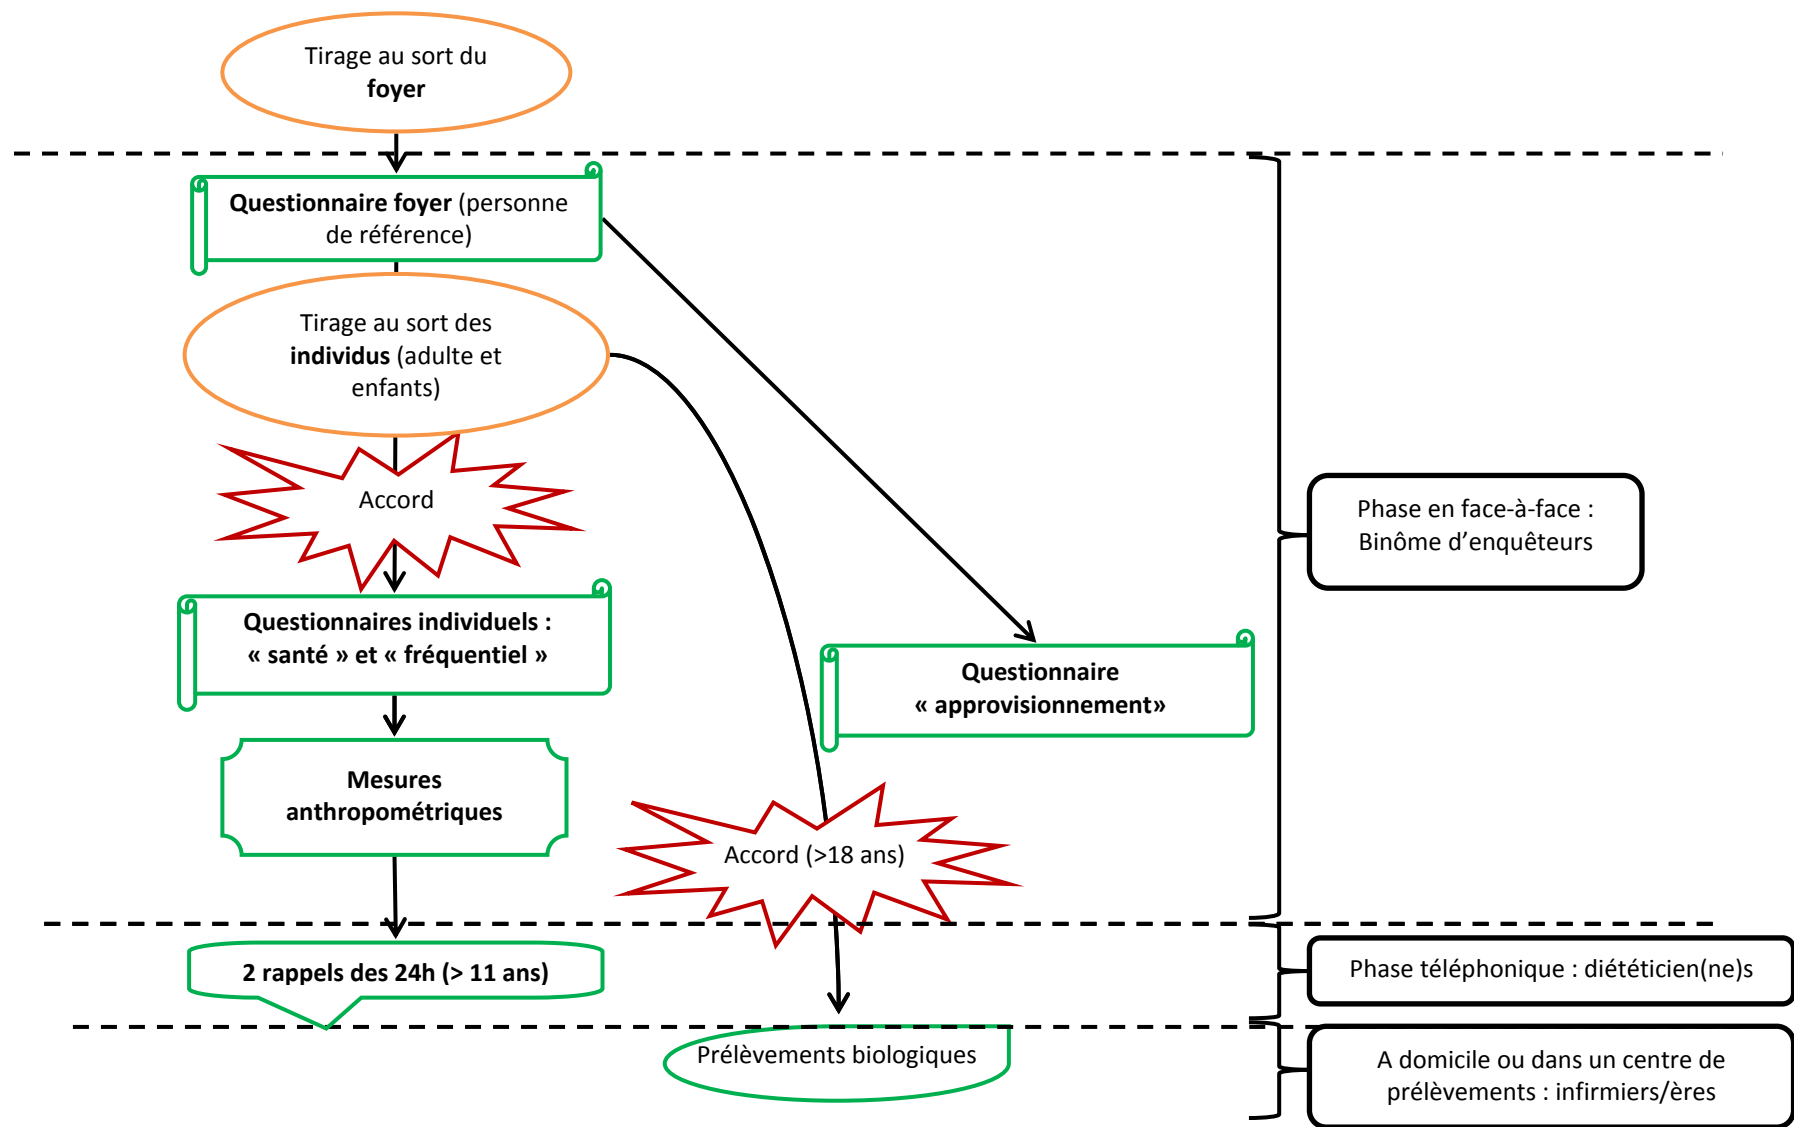 Tirage au sort du
foyer
Questionnaire foyer (personne
de référence)
Tirage au sort des
individus (adulte et
enfants)
Accord
Questionnaires individuels :
« santé » et « fréquentiel »
Mesures
anthropométriques
2 rappels des 24h (> 11 ans)
Questionnaire
« approvisionnement»
Accord (>18 ans)
Prélèvements biologiques
Phase en face-à-face :
Binôme d’enquêteurs
Phase téléphonique : diététicien(ne)s
A domicile ou dans un centre de
prélèvements : infirmiers/ères